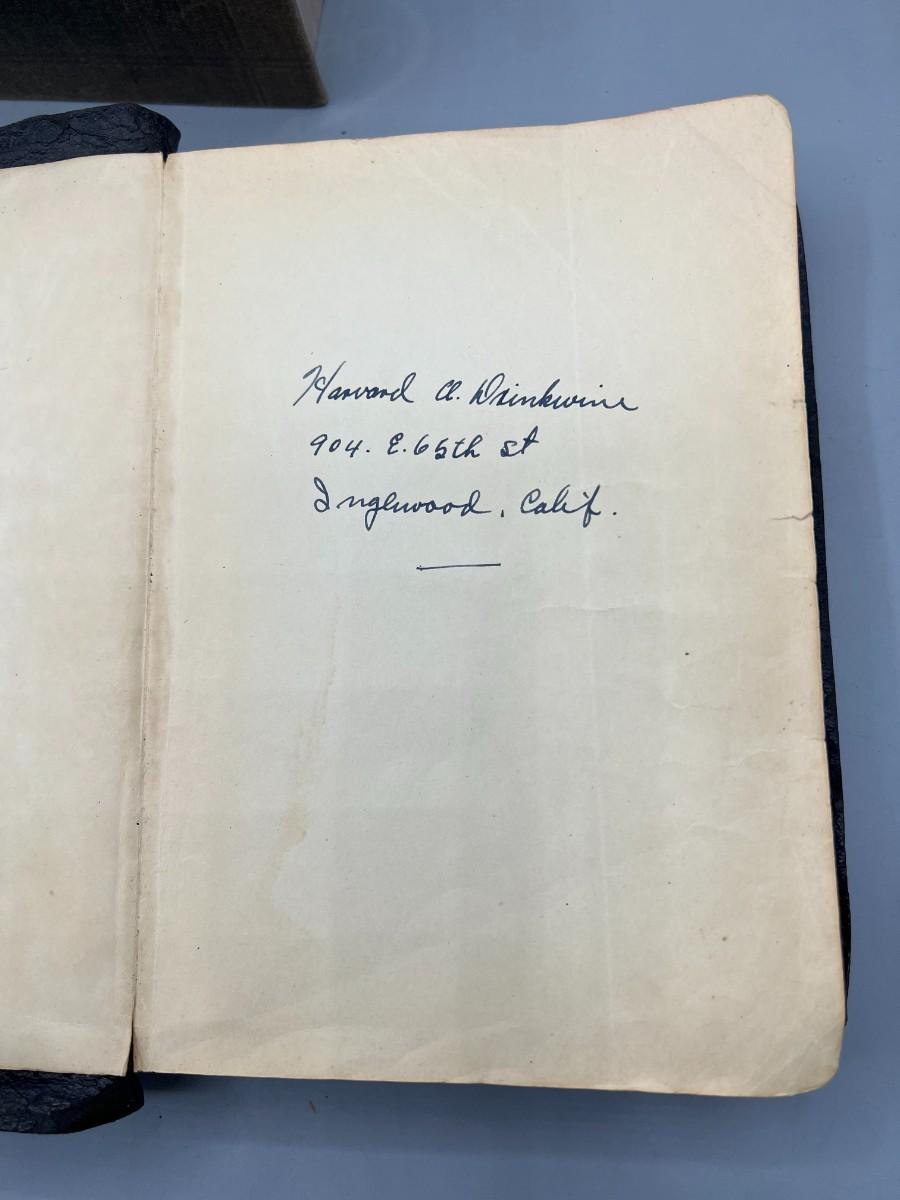 Harvard A. Drinkwine
904. E. 65th st
Inglewood, Calif.